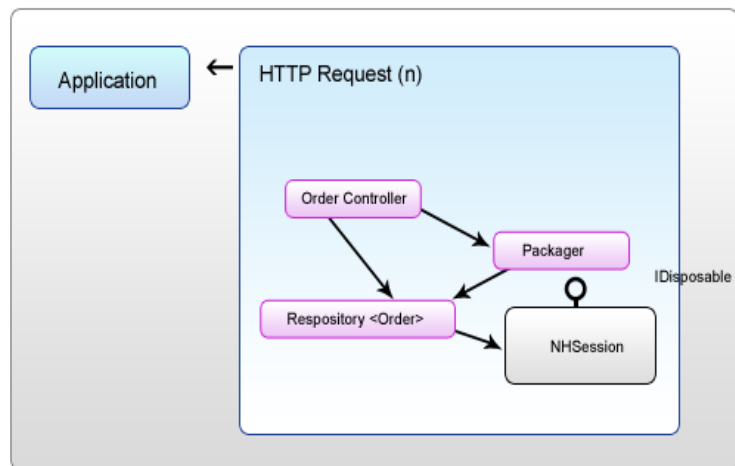 Application
HTTP Request (n)
Order Controller
Packager
IDisposable
Respository <Order>
NHSession